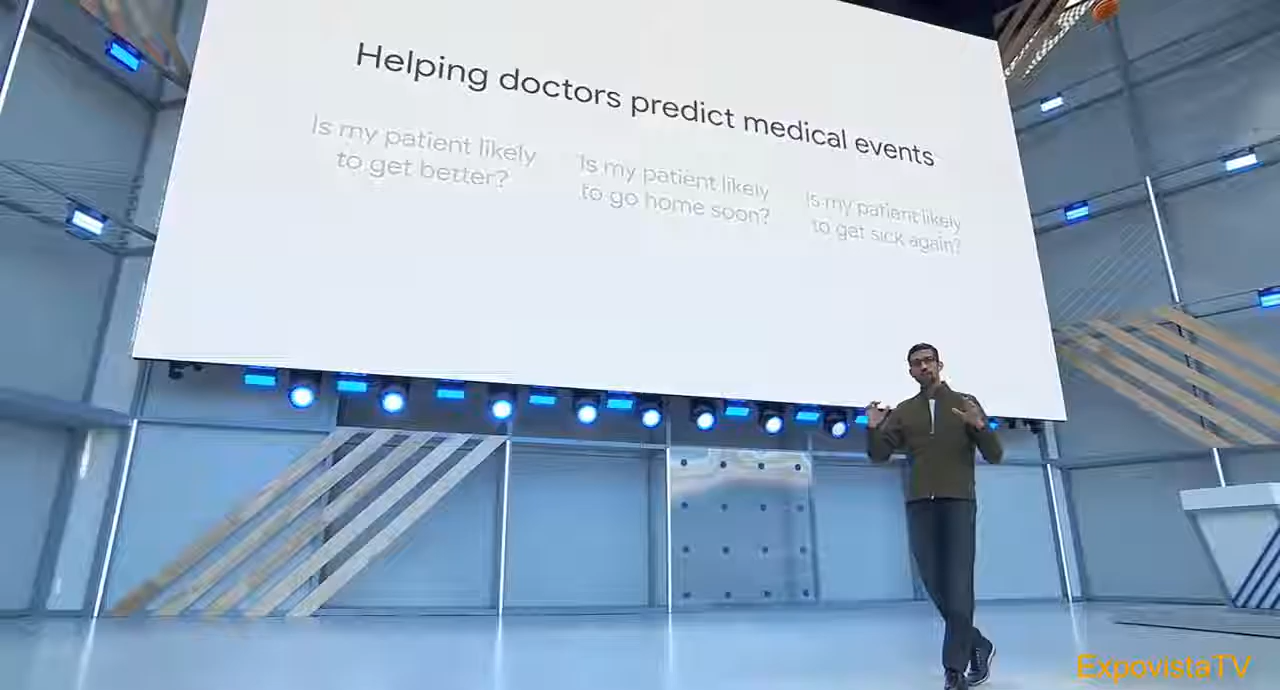 Helping doctors predict medical events
Is my patient likely
to get better?
Is my patient likely
to go home soon?
Is my patient likely
to get sick again?
ExpovistaTV